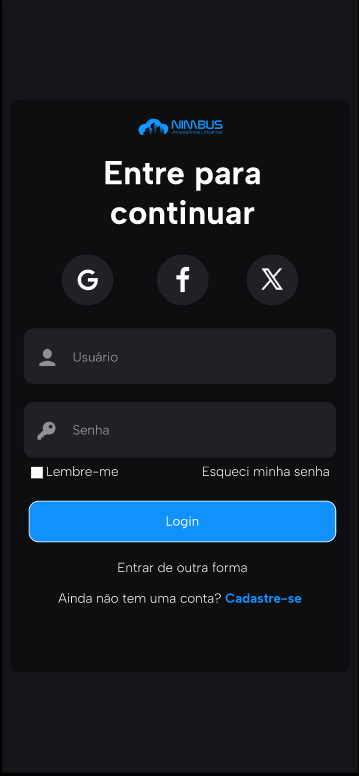 NIMBUS
Entre para
continuar
G f X
Usuário
Senha
Lembre-me Esqueci minha senha
Login
Entrar de outra forma
Ainda não tem uma conta? Cadastre-se